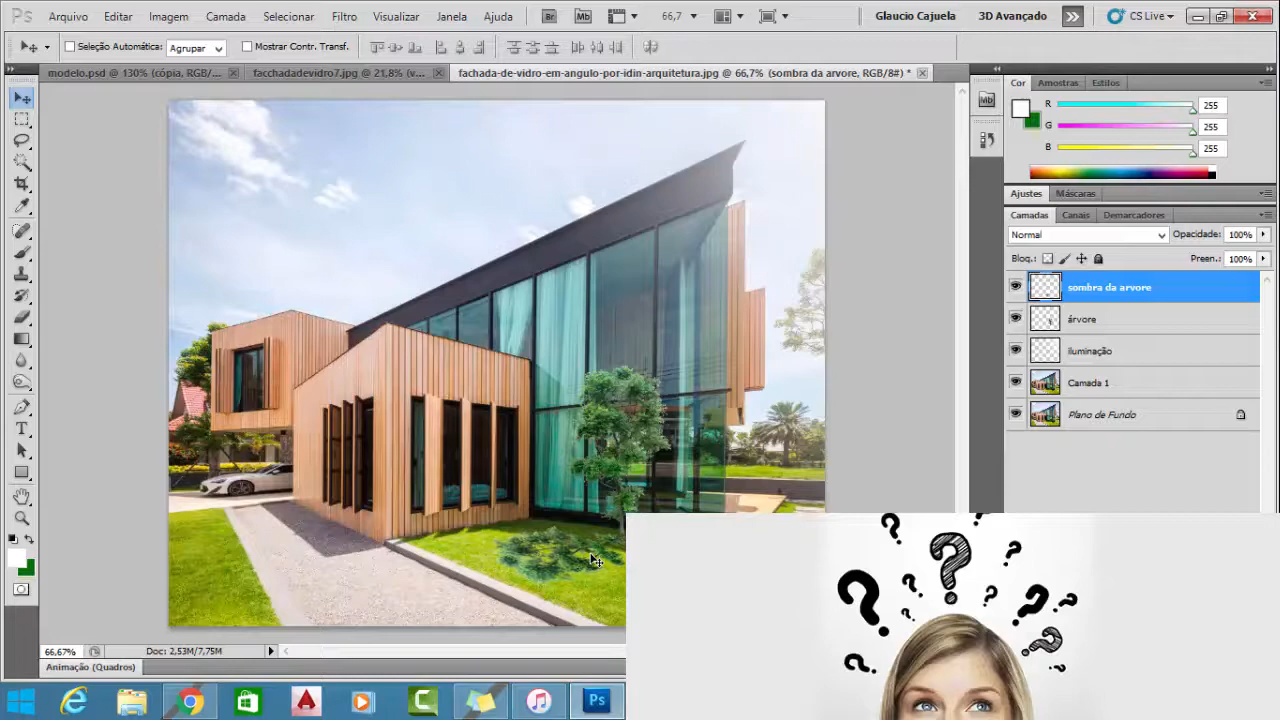 Arquivo Editar Imagem Camada Selecionar Filtro Visualizar Janela Ajuda Br Mb 66,7 Glaucio Cajuela 3D Avançado CS Live
Seleção Automática: Agrupar Mostrar Contr. Transf.
modelo.psd @ 130% (cópia, RGB/... facchadadevidro7.jpg @ 21,8% (v... fachada-de-vidro-em-angulo-por-idin-arquitetura.jpg @ 66,7% (sombra da arvore, RGB/8#) *
Mb
Cor Amostras Estilos
R 255
G 255
B 255
Ajustes Máscaras
Camadas Canais Demarcadores
Normal Opacidade: 100%
Bloq.: Preen.: 100%
sombra da arvore
árvore
iluminação
Camada 1
Plano de Fundo
T
66,67% Doc: 2,53M/7,75M
Animação (Quadros)
Ps